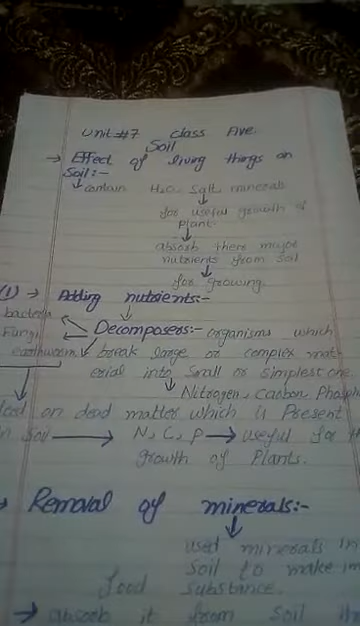 Unit #7 Class Five
Soil
→ Effect of living things on
Soil:-
↓ contain H2O, Salt, minerals
↓
for useful growth of
plant.
↓
absorb there major
nutrients from soil
↓
for growing.
(1) → Adding nutrients:-
bacteria
Fungi Decomposers:- organisms which
earthworm break large or complex mat-
erial into Small or simplest one.
↓ Nitrogen, Carbon, Phosph
on dead matter which is Present
in soil → N, C, P → useful for th
growth of Plants.
→ Removal of minerals:-
↓
used minerals in
Soil to make
food substance.
→ absorb it from soil